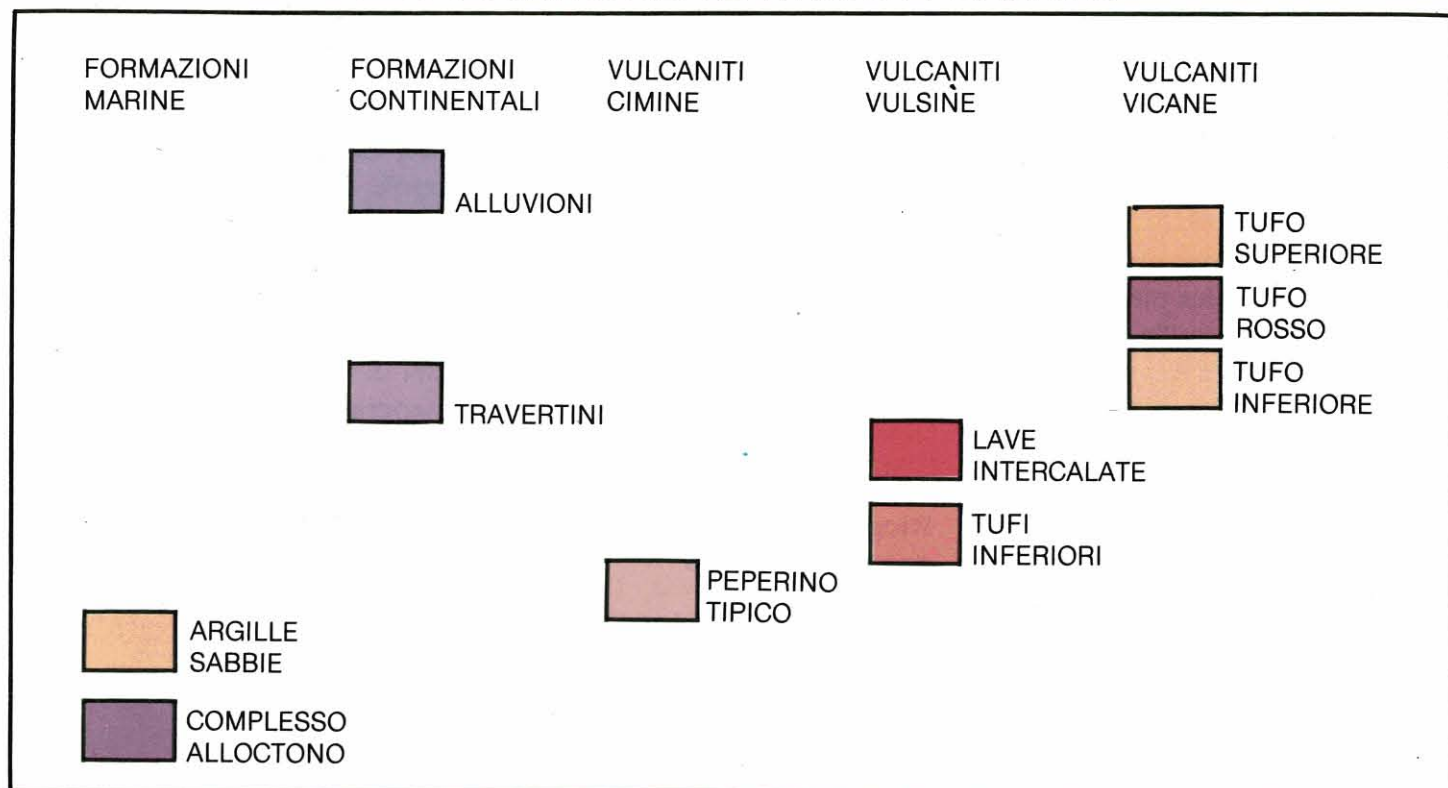 FORMAZIONI
MARINE
FORMAZIONI
CONTINENTALI
VULCANITI
CIMINE
VULCANITI
VULSINE
VULCANITI
VICANE
ALLUVIONI
TUFO
SUPERIORE
TUFO
ROSSO
TUFO
INFERIORE
TRAVERTINI
LAVE
INTERCALATE
TUFI
INFERIORI
PEPERINO
TIPICO
ARGILLE
SABBIE
COMPLESSO
ALLOCTONO